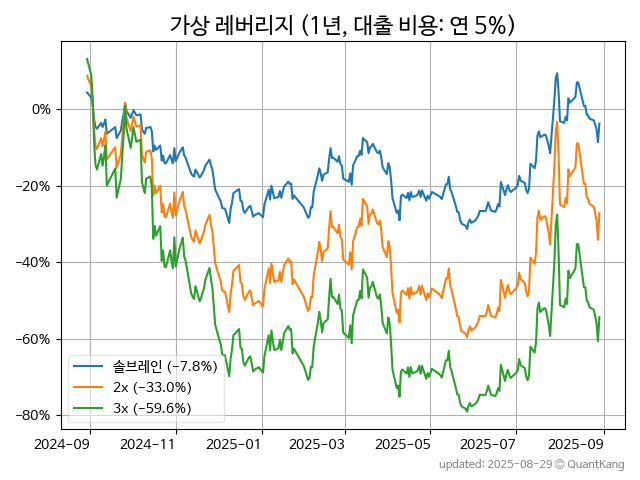 가상 레버리지 (1년, 대출 비용: 연 5%)
0%
−20%
−40%
−60%
−80%
솔브레인 (−7.8%)
2x (−33.0%)
3x (−59.6%)
2024-09 2024-11 2025-01 2025-03 2025-05 2025-07 2025-09
updated: 2025-08-29 © QuantKang